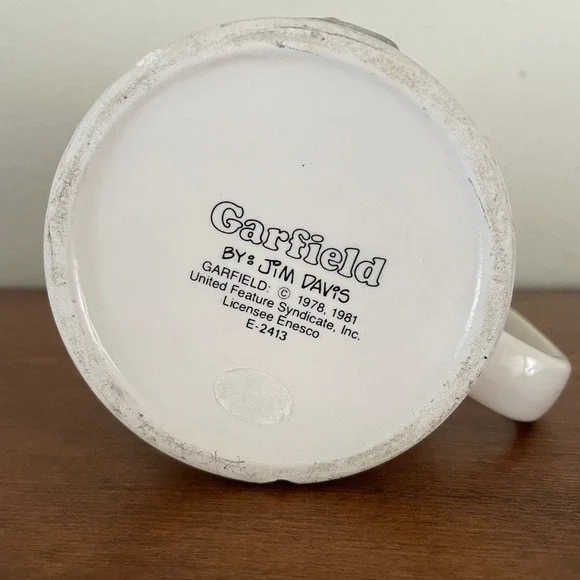 Garfield
BY: JIM DAVIS
GARFIELD: © 1978, 1981
United Feature Syndicate, Inc.
Licensee Enesco
E-2413